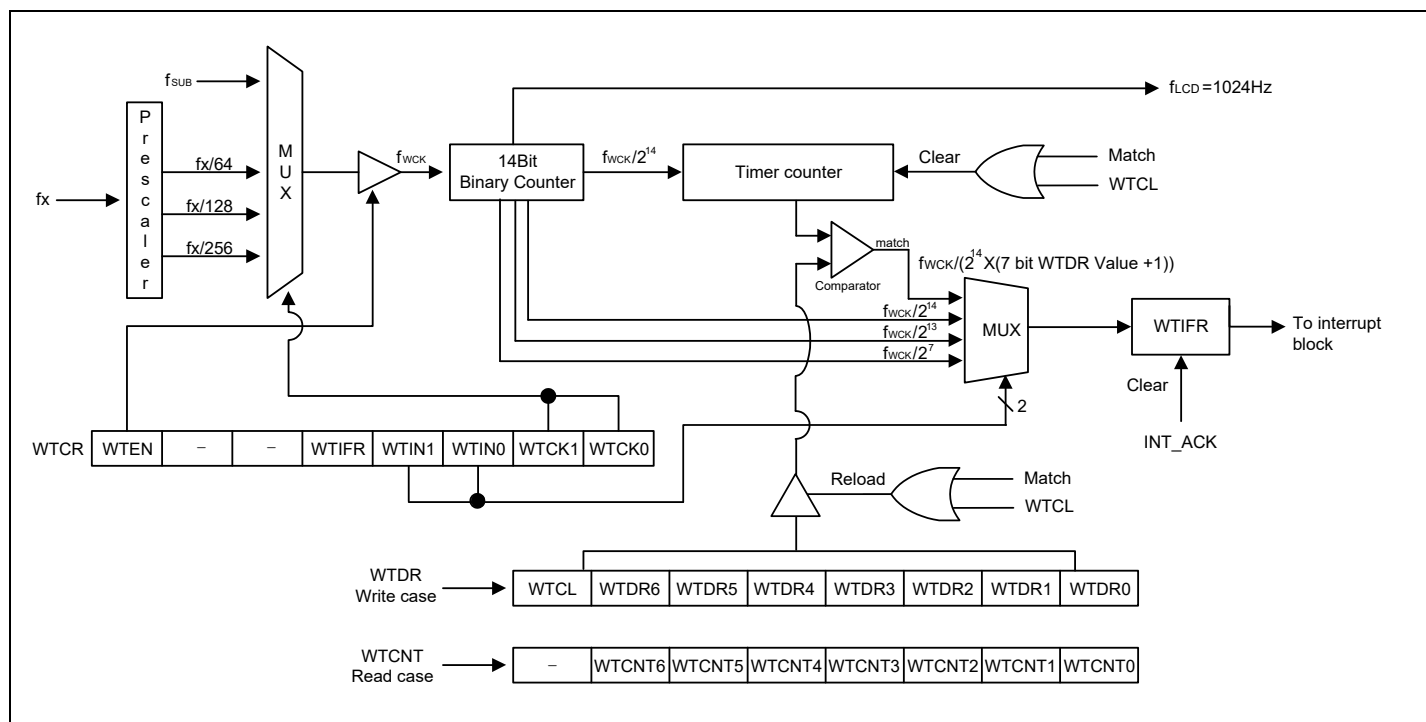 fSUB
fLCD =1024Hz
Prescaler
MUX
fx
fx/64
fx/128
fx/256
fWCK
14Bit
Binary Counter
fWCK/2^14
Timer counter
Clear
Match
WTCL
match
Comparator
fWCK/(2^14X(7 bit WTDR Value +1))
fWCK/2^14
fWCK/2^13
fWCK/2^7
MUX
2
WTIFR
To interrupt
block
Clear
INT_ACK
WTCR WTEN – – WTIFR WTIN1 WTIN0 WTCK1 WTCK0
Reload
Match
WTCL
WTDR
Write case
WTCL WTDR6 WTDR5 WTDR4 WTDR3 WTDR2 WTDR1 WTDR0
WTCNT
Read case
– WTCNT6 WTCNT5 WTCNT4 WTCNT3 WTCNT2 WTCNT1 WTCNT0